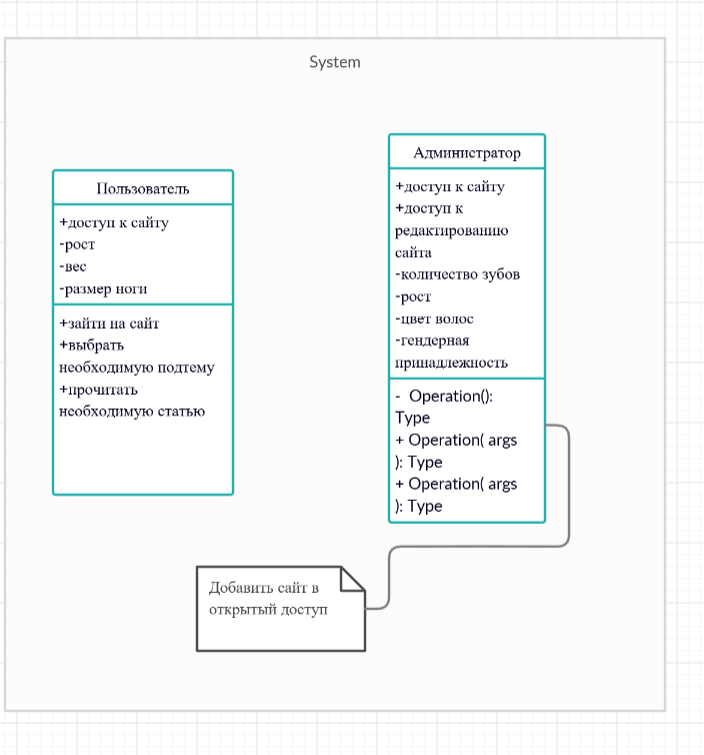 System
Пользователь
+доступ к сайту
-рост
-вес
-размер ноги
+зайти на сайт
+выбрать
необходимую подтему
+прочитать
необходимую статью
Администратор
+доступ к сайту
+доступ к
редактированию
сайта
-количество зубов
-рост
-цвет волос
-гендерная
принадлежность
- Operation():
Type
+ Operation( args
): Type
+ Operation( args
): Type
Добавить сайт в
открытый доступ